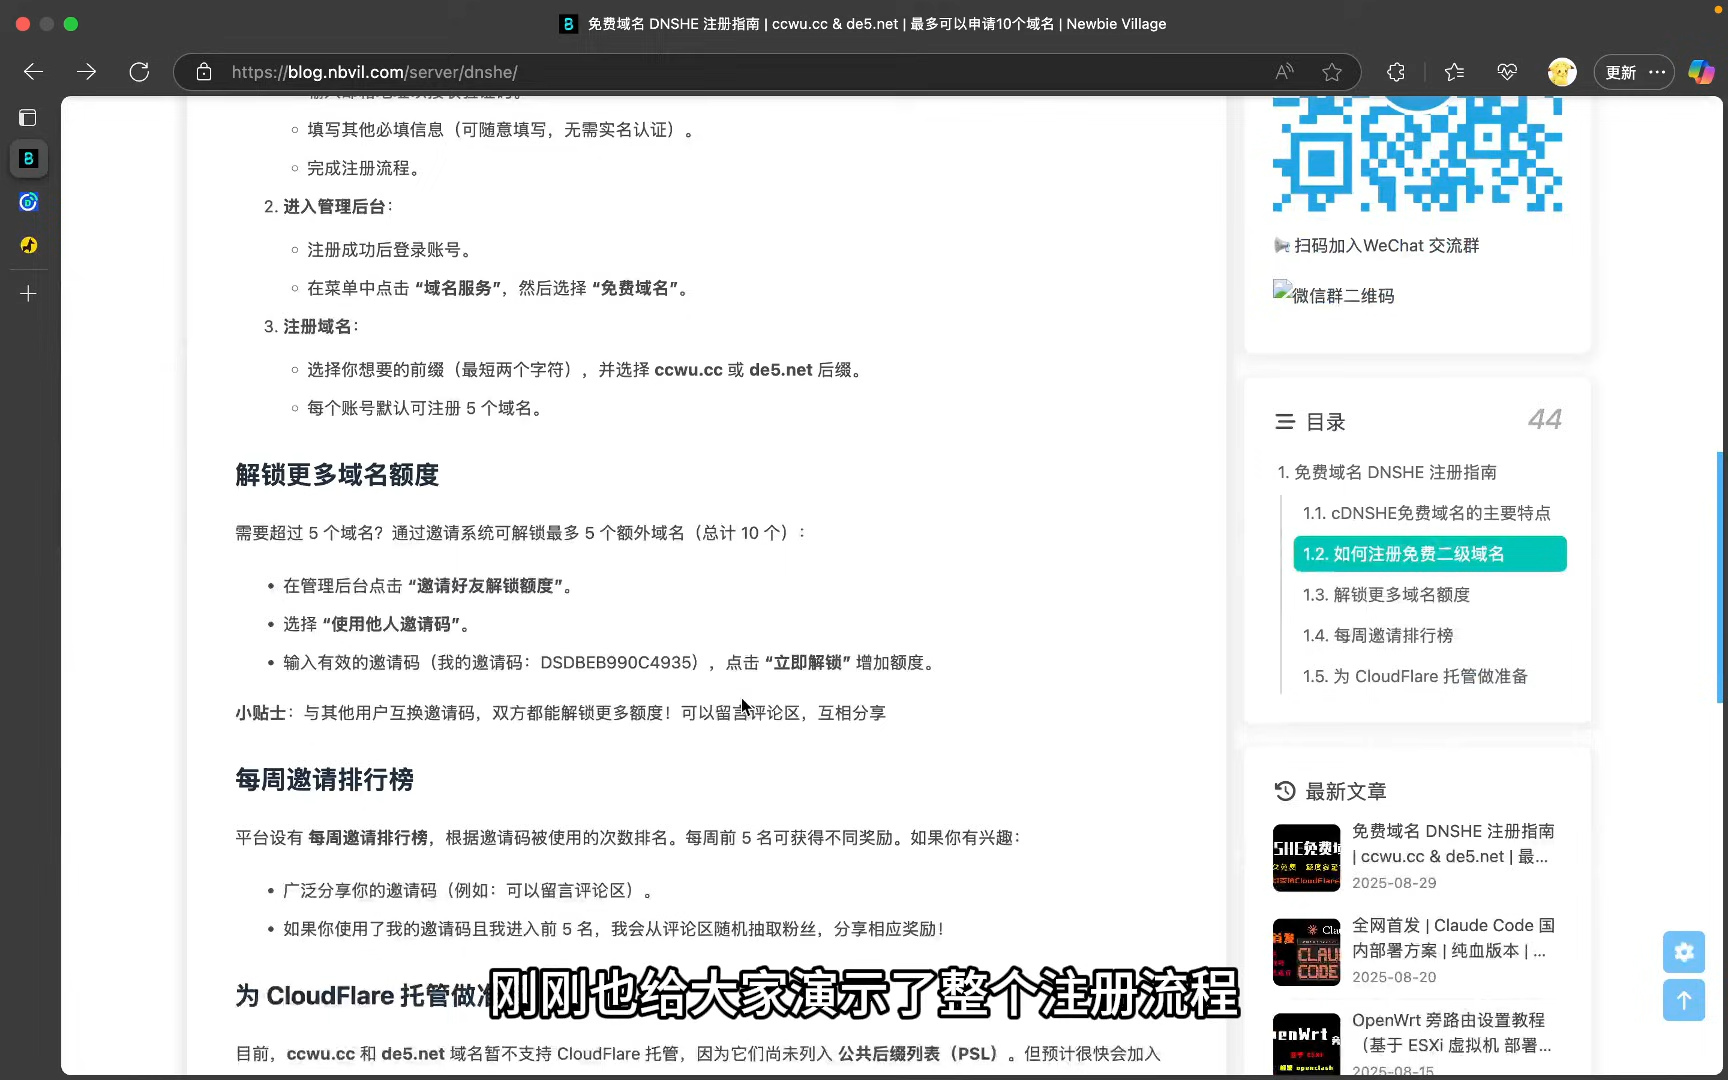 免费域名 DNSHE 注册指南 | ccwu.cc & de5.net | 最多可以申请10个域名 | Newbie Village
https://blog.nbvil.com/server/dnshe/
更新
填写其他必填信息（可随意填写，无需实名认证）。
完成注册流程。
2. 进入管理后台：
注册成功后登录账号。
在菜单中点击 “域名服务”，然后选择 “免费域名”。
3. 注册域名：
选择你想要的前缀（最短两个字符），并选择 ccwu.cc 或 de5.net 后缀。
每个账号默认可注册 5 个域名。
解锁更多域名额度
需要超过 5 个域名？通过邀请系统可解锁最多 5 个额外域名（总计 10 个）：
在管理后台点击 “邀请好友解锁额度”。
选择 “使用他人邀请码”。
输入有效的邀请码（我的邀请码：DSDBEB990C4935），点击 “立即解锁” 增加额度。
小贴士：与其他用户互换邀请码，双方都能解锁更多额度！可以留言评论区，互相分享
每周邀请排行榜
平台设有 每周邀请排行榜，根据邀请码被使用的次数排名。每周前 5 名可获得不同奖励。如果你有兴趣：
广泛分享你的邀请码（例如：可以留言评论区）。
如果你使用了我的邀请码且我进入前 5 名，我会从评论区随机抽取粉丝，分享相应奖励！
为 CloudFlare 托管做准
刚刚也给大家演示了整个注册流程
目前，ccwu.cc 和 de5.net 域名暂不支持 CloudFlare 托管，因为它们尚未列入 公共后缀列表（PSL）。但预计很快会加入
扫码加入WeChat 交流群
微信群二维码
目录
44
1. 免费域名 DNSHE 注册指南
1.1. cDNSHE免费域名的主要特点
1.2. 如何注册免费二级域名
1.3. 解锁更多域名额度
1.4. 每周邀请排行榜
1.5. 为 CloudFlare 托管做准备
最新文章
免费域名 DNSHE 注册指南
| ccwu.cc & de5.net | 最...
2025-08-29
全网首发 | Claude Code 国
内部署方案 | 纯血版本 | ...
2025-08-20
OpenWrt 旁路由设置教程
（基于 ESXi 虚拟机 部署...
2025-08-15